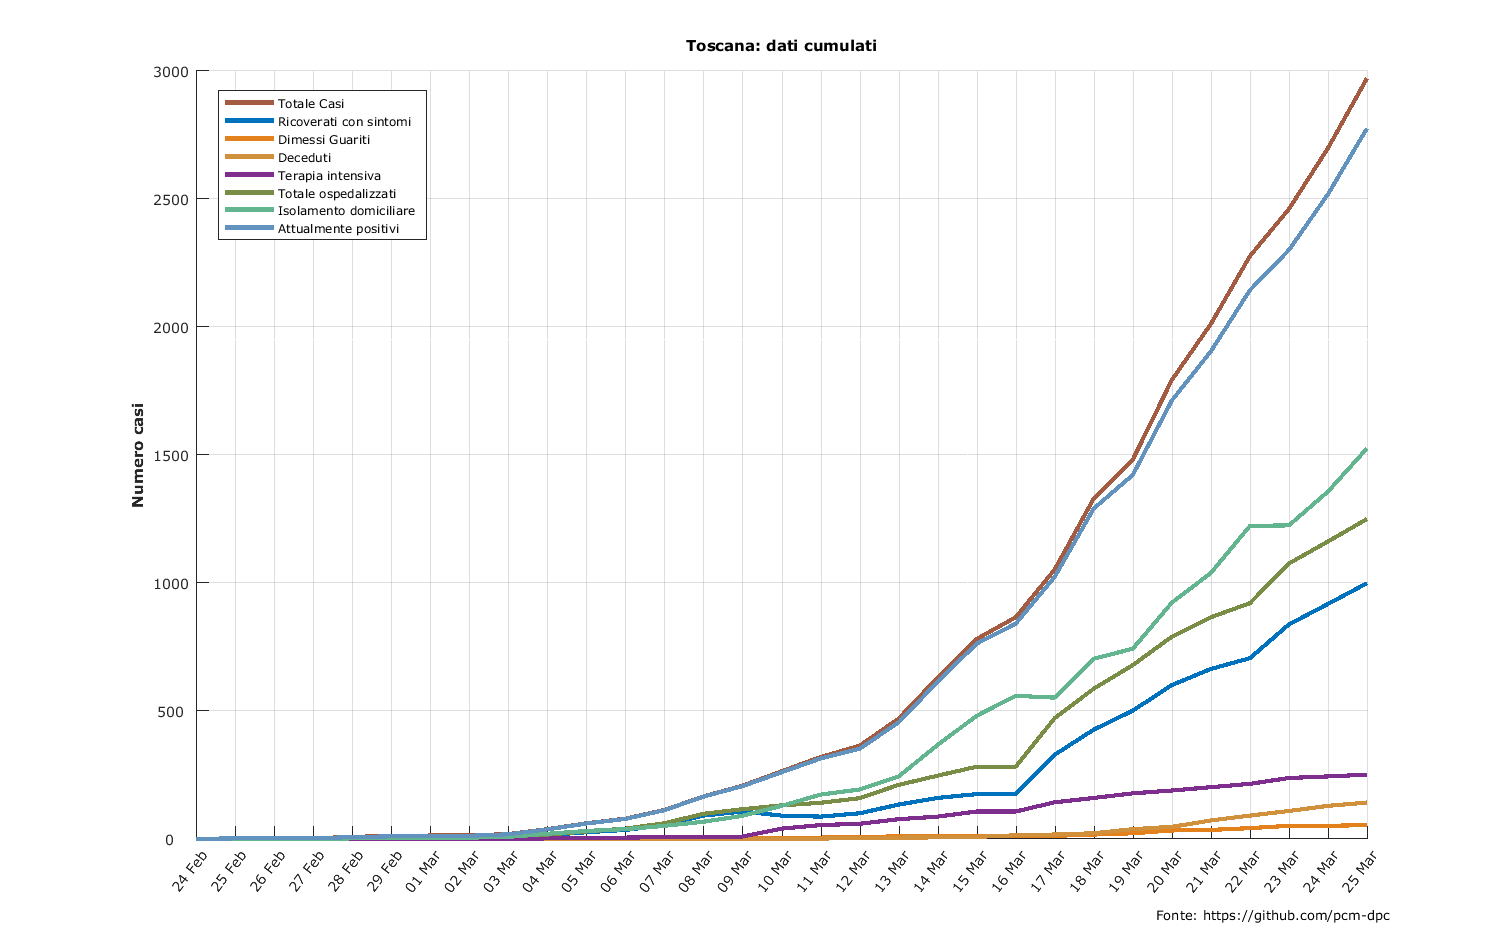 Toscana: dati cumulati
3000
2500
2000
1500
1000
500
0
Numero casi
Totale Casi
Ricoverati con sintomi
Dimessi Guariti
Deceduti
Terapia intensiva
Totale ospedalizzati
Isolamento domiciliare
Attualmente positivi
24 Feb
25 Feb
26 Feb
27 Feb
28 Feb
29 Feb
01 Mar
02 Mar
03 Mar
04 Mar
05 Mar
06 Mar
07 Mar
08 Mar
09 Mar
10 Mar
11 Mar
12 Mar
13 Mar
14 Mar
15 Mar
16 Mar
17 Mar
18 Mar
19 Mar
20 Mar
21 Mar
22 Mar
23 Mar
24 Mar
25 Mar
Fonte: https://github.com/pcm-dpc